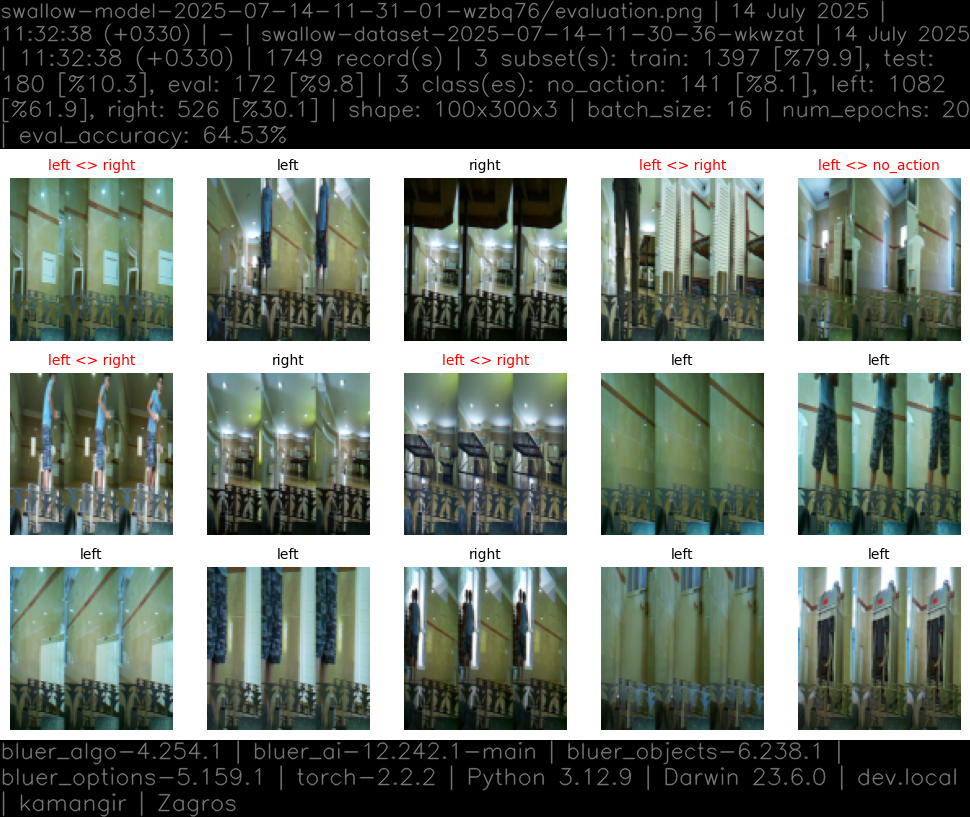 swallow-model-2025-07-14-11-31-01-wzbq76/evaluation.png | 14 July 2025 |
11:32:38 (+0330) | - | swallow-dataset-2025-07-14-11-30-36-wkwzat | 14 July 2025
| 11:32:38 (+0330) | 1749 record(s) | 3 subset(s): train: 1397 [%79.9], test:
180 [%10.3], eval: 172 [%9.8] | 3 class(es): no_action: 141 [%8.1], left: 1082
[%61.9], right: 526 [%30.1] | shape: 100x300x3 | batch_size: 16 | num_epochs: 20
| eval_accuracy: 64.53%
left <> right
left
right
left <> right
left <> no_action
left <> right
right
left <> right
left
left
left
left
right
left
left
bluer_algo-4.254.1 | bluer_ai-12.242.1-main | bluer_objects-6.238.1 |
bluer_options-5.159.1 | torch-2.2.2 | Python 3.12.9 | Darwin 23.6.0 | dev.local
| kamangir | Zagros